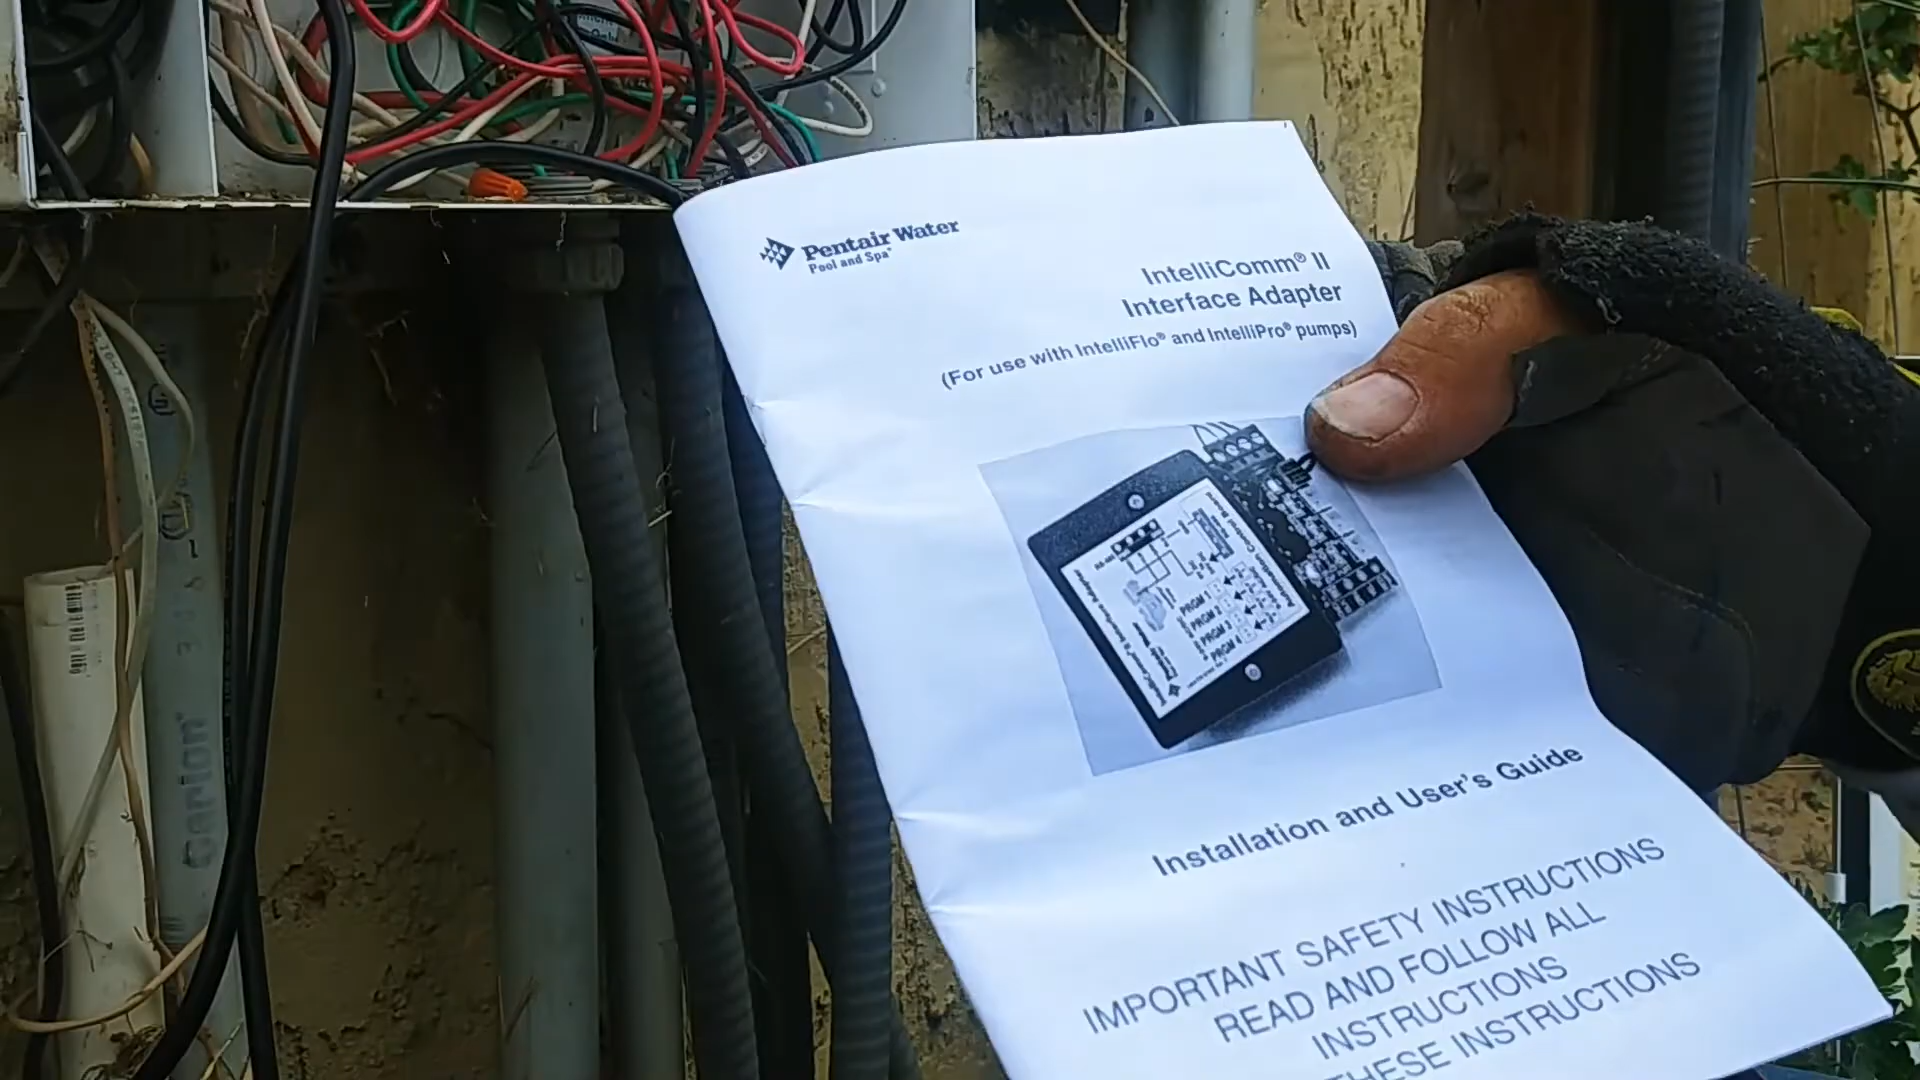 Pentair Water
Pool and Spa®
IntelliComm® II
Interface Adapter
(For use with IntelliFlo® and IntelliPro® pumps)
PRGM 1
PRGM 2
PRGM 3
PRGM 4
Installation and User's Guide
IMPORTANT SAFETY INSTRUCTIONS
READ AND FOLLOW ALL
INSTRUCTIONS
THESE INSTRUCTIONS
Carlon